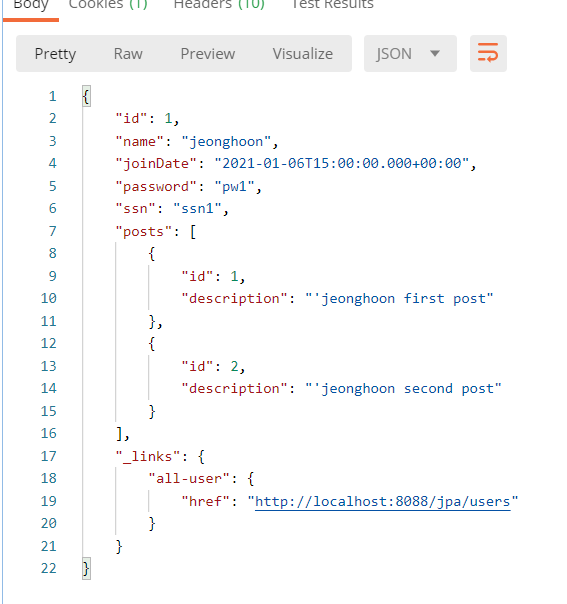 Body Cookies (1) Headers (10) Test Results
Pretty Raw Preview Visualize JSON
1 {
2 "id": 1,
3 "name": "jeonghoon",
4 "joinDate": "2021-01-06T15:00:00.000+00:00",
5 "password": "pw1",
6 "ssn": "ssn1",
7 "posts": [
8 {
9 "id": 1,
10 "description": "'jeonghoon first post"
11 },
12 {
13 "id": 2,
14 "description": "'jeonghoon second post"
15 }
16 ],
17 "_links": {
18 "all-user": {
19 "href": "http://localhost:8088/jpa/users"
20 }
21 }
22 }